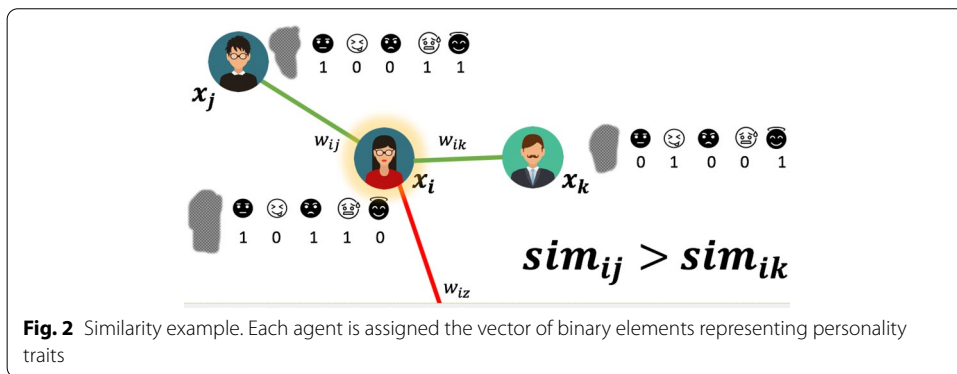 1 0 0 1 1
x_j
w_ij
w_ik
0 1 0 0 1
x_i
x_k
1 0 1 1 0
sim_ij > sim_ik
w_iz
Fig. 2 Similarity example. Each agent is assigned the vector of binary elements representing personality
traits